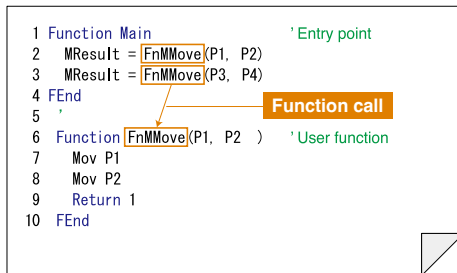 1 Function Main ' Entry point
2 MResult = FnMMove(P1, P2)
3 MResult = FnMMove(P3, P4)
4 FEnd
Function call
5 '
6 Function FnMMove(P1, P2 ) ' User function
7 Mov P1
8 Mov P2
9 Return 1
10 FEnd